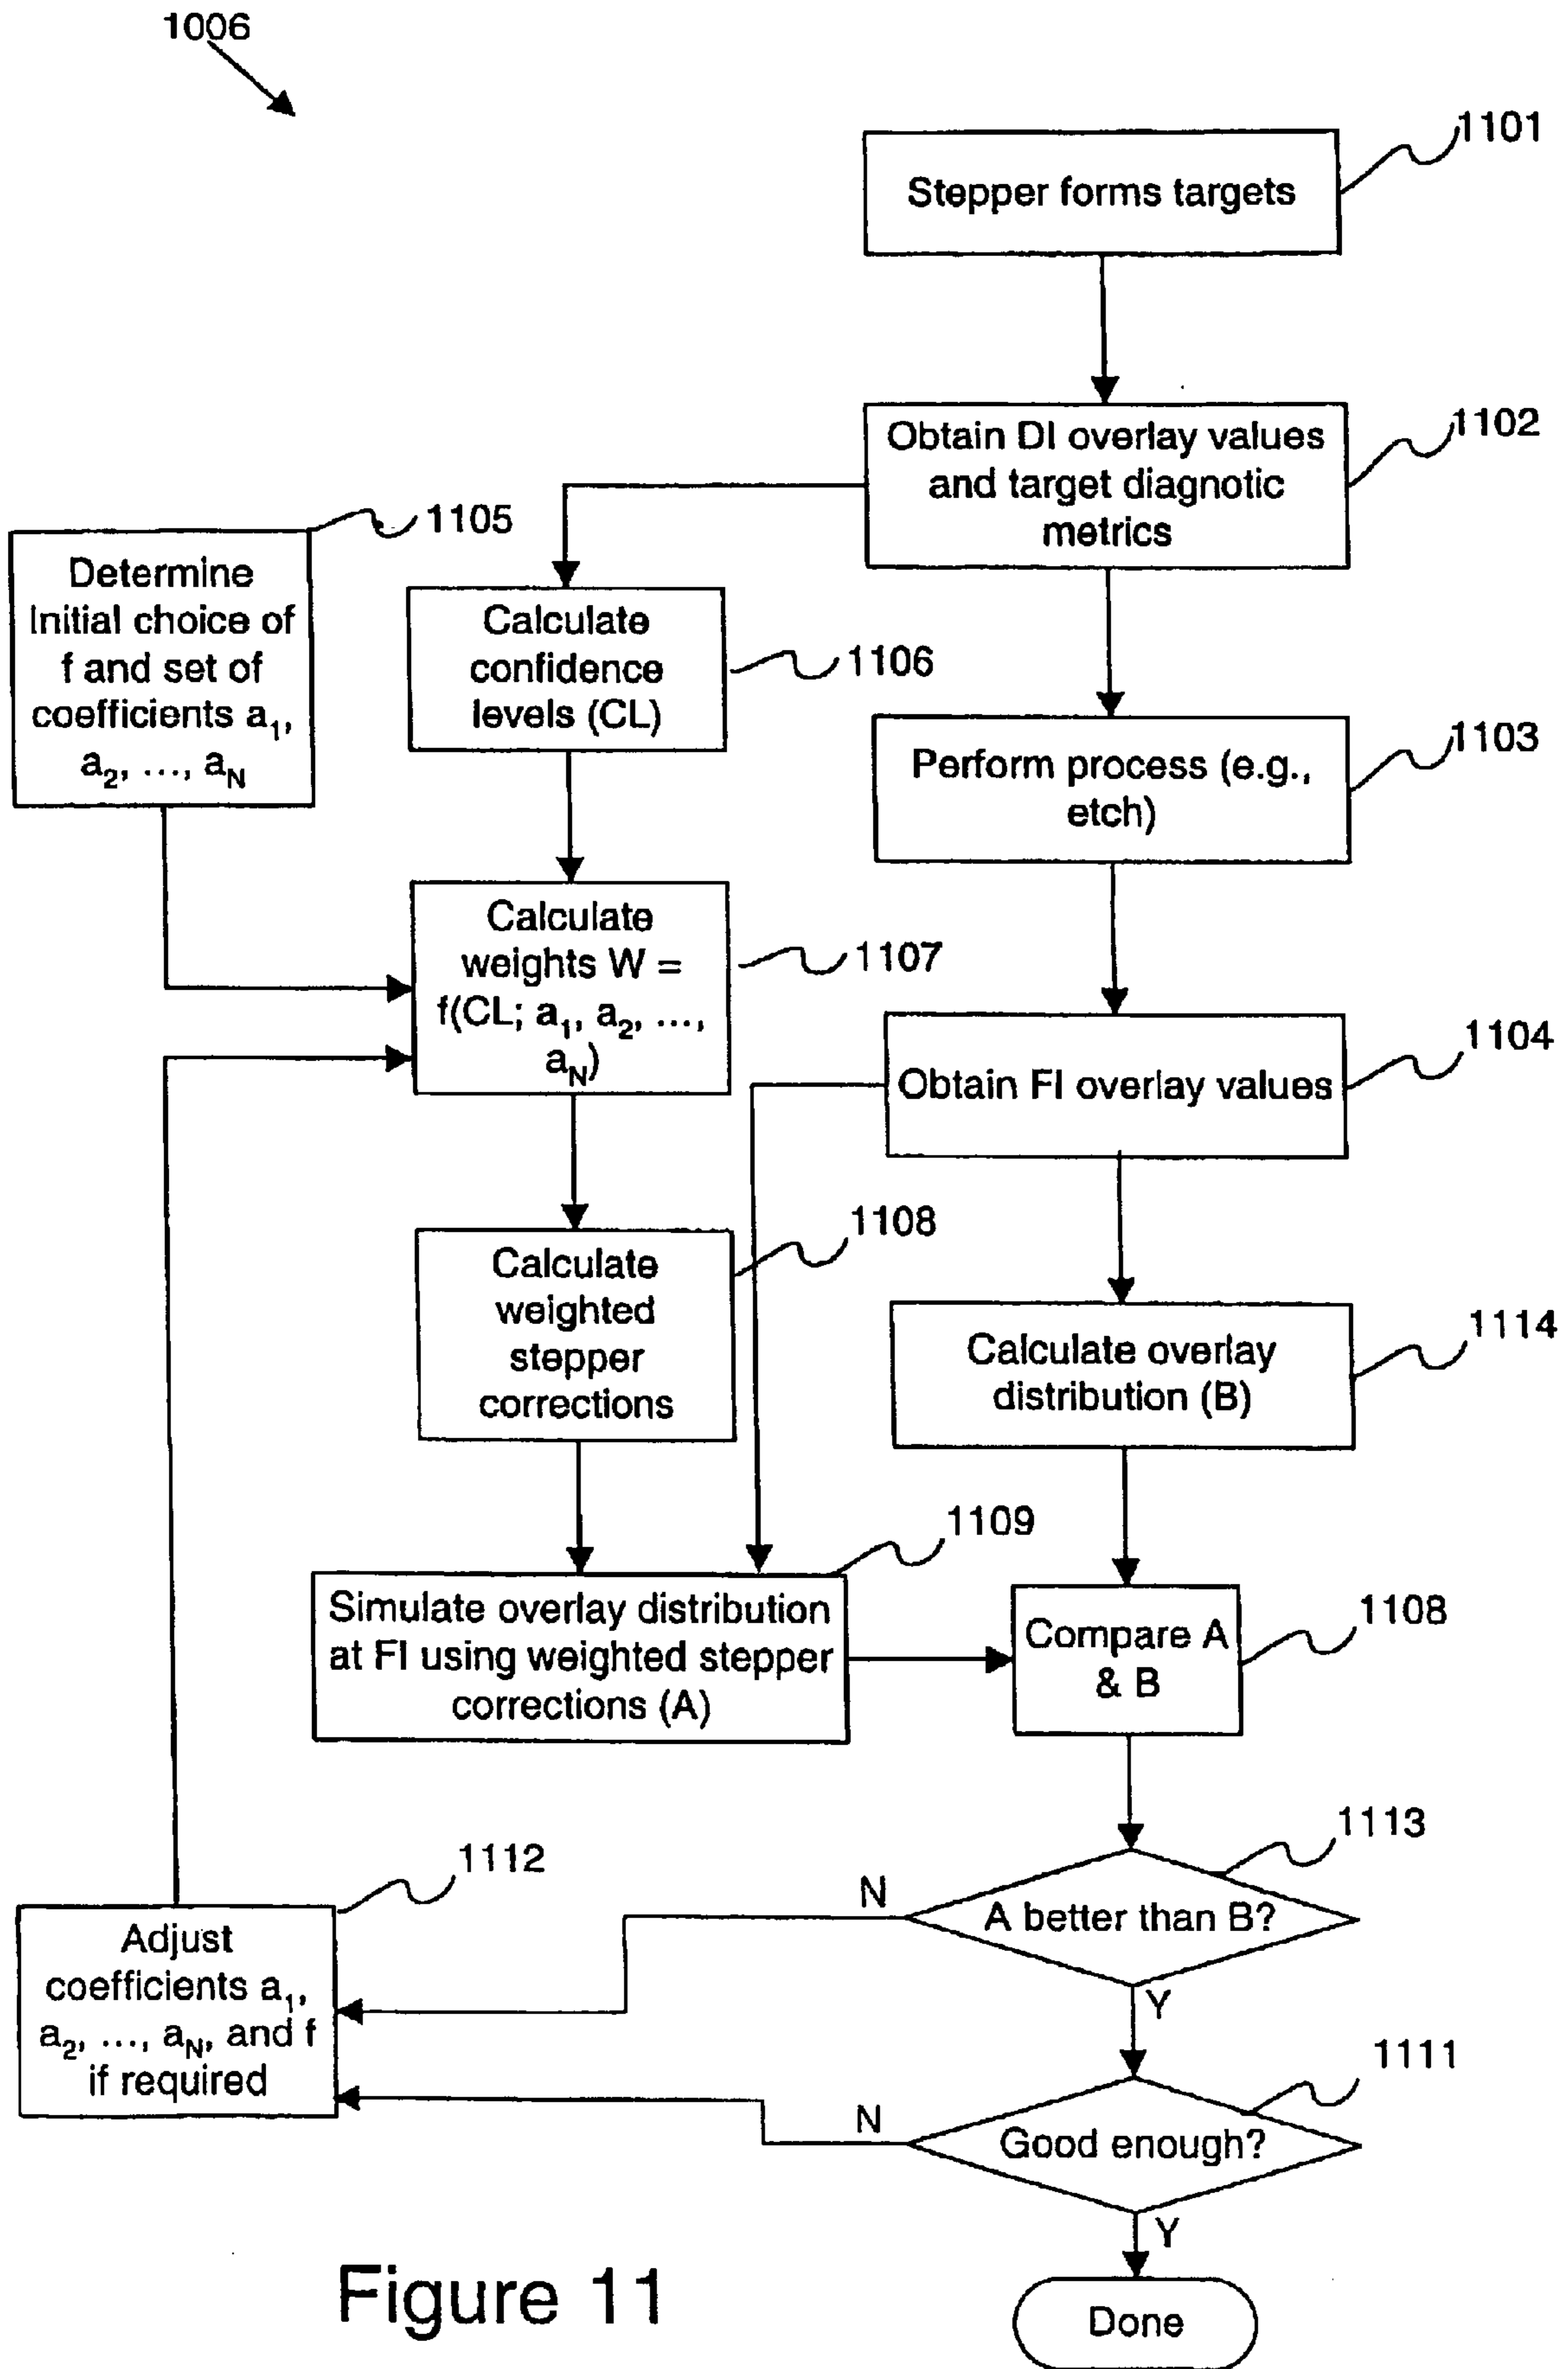 1006
1101
Stepper forms targets
1102
Obtain DI overlay values
and target diagnotic
metrics
1105
Determine
Initial choice of
f and set of
coefficients a₁,
a₂, ..., a_N
Calculate
confidence
levels (CL)
1106
1103
Perform process (e.g.,
etch)
Calculate
weights W =
f(CL; a₁, a₂, ...,
a_N)
1107
1104
Obtain FI overlay values
1108
Calculate
weighted
stepper
corrections
1114
Calculate overlay
distribution (B)
1109
Simulate overlay distribution
at FI using weighted stepper
corrections (A)
1108
Compare A
& B
1113
A better than B?
N
Y
1112
Adjust
coefficients a₁,
a₂, ..., a_N, and f
if required
1111
Good enough?
N
Y
Done
Figure 11